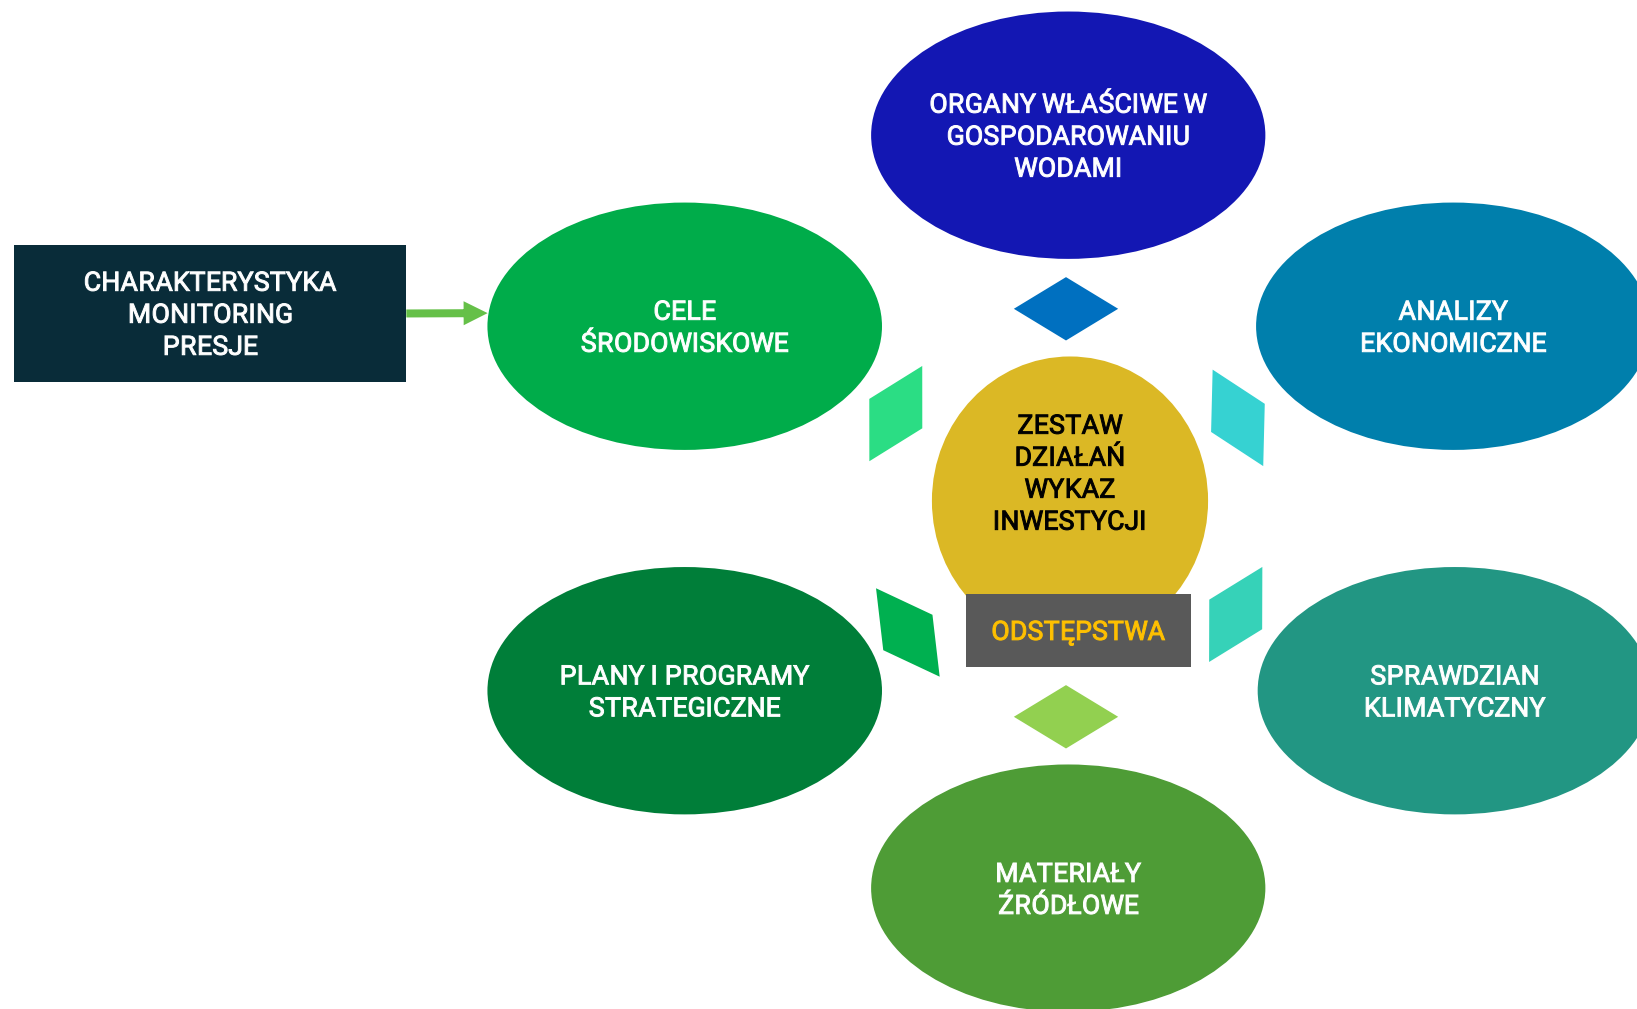 ORGANY WŁAŚCIWE W
GOSPODAROWANIU
WODAMI
CHARAKTERYSTYKA
MONITORING
PRESJE
CELE
ŚRODOWISKOWE
ANALIZY
EKONOMICZNE
ZESTAW
DZIAŁAŃ
WYKAZ
INWESTYCJI
ODSTĘPSTWA
PLANY I PROGRAMY
STRATEGICZNE
SPRAWDZIAN
KLIMATYCZNY
MATERIAŁY
ŹRÓDŁOWE